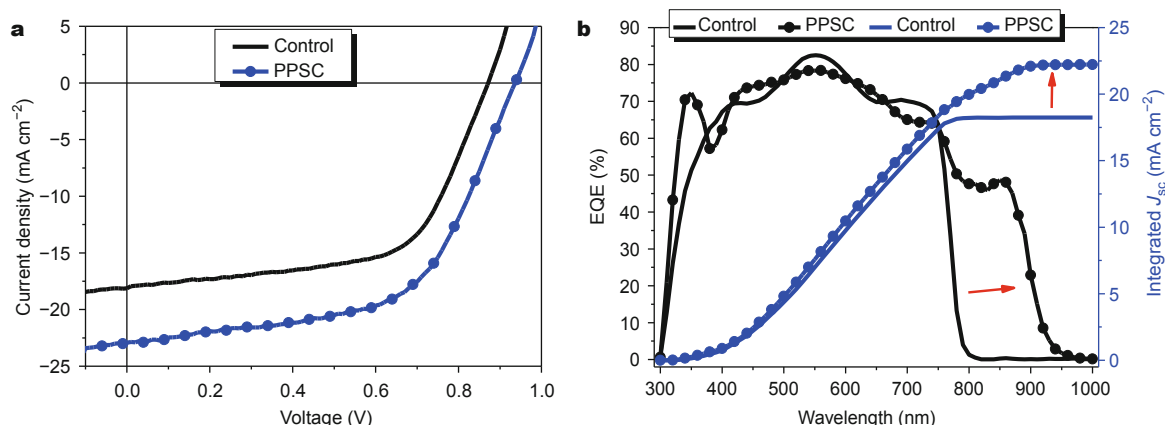 a
Control
PPSC
5
0
−5
−10
−15
−20
−25
Current density (mA cm−2)
0.0 0.2 0.4 0.6 0.8 1.0
Voltage (V)
b
Control PPSC Control PPSC
90
80
70
60
50
40
30
20
10
0
EQE (%)
25
20
15
10
5
0
Integrated Jsc (mA cm−2)
300 400 500 600 700 800 900 1000
Wavelength (nm)